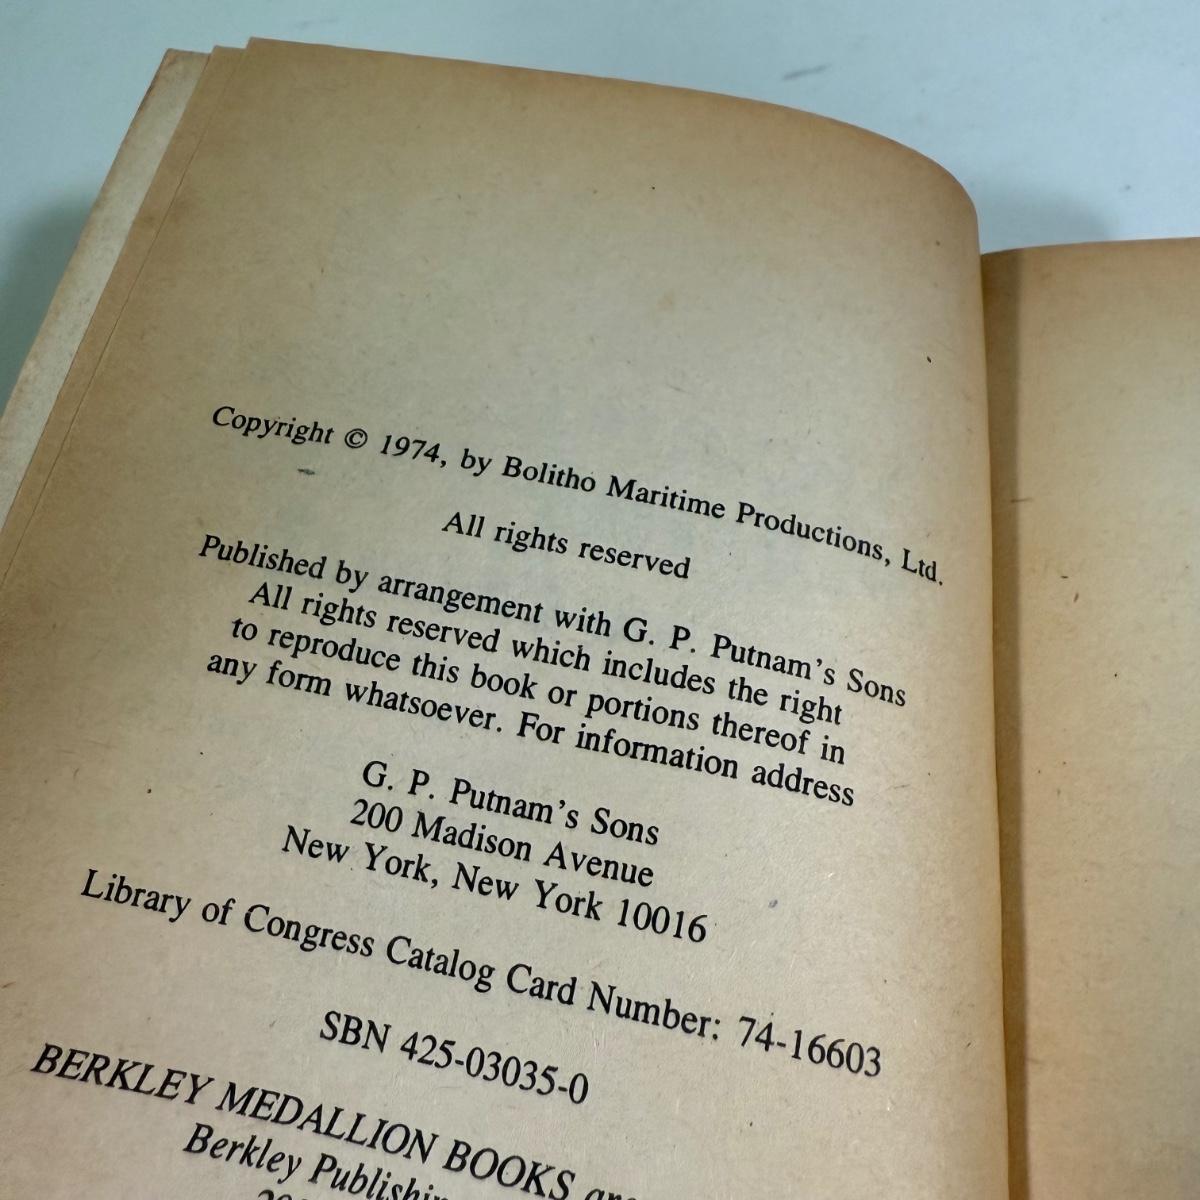 Copyright © 1974, by Bolitho Maritime Productions, Ltd.
All rights reserved
Published by arrangement with G. P. Putnam's Sons
All rights reserved which includes the right
to reproduce this book or portions thereof in
any form whatsoever. For information address
G. P. Putnam's Sons
200 Madison Avenue
New York, New York 10016
Library of Congress Catalog Card Number: 74-16603
SBN 425-03035-0
BERKLEY MEDALLION BOOKS
Berkley